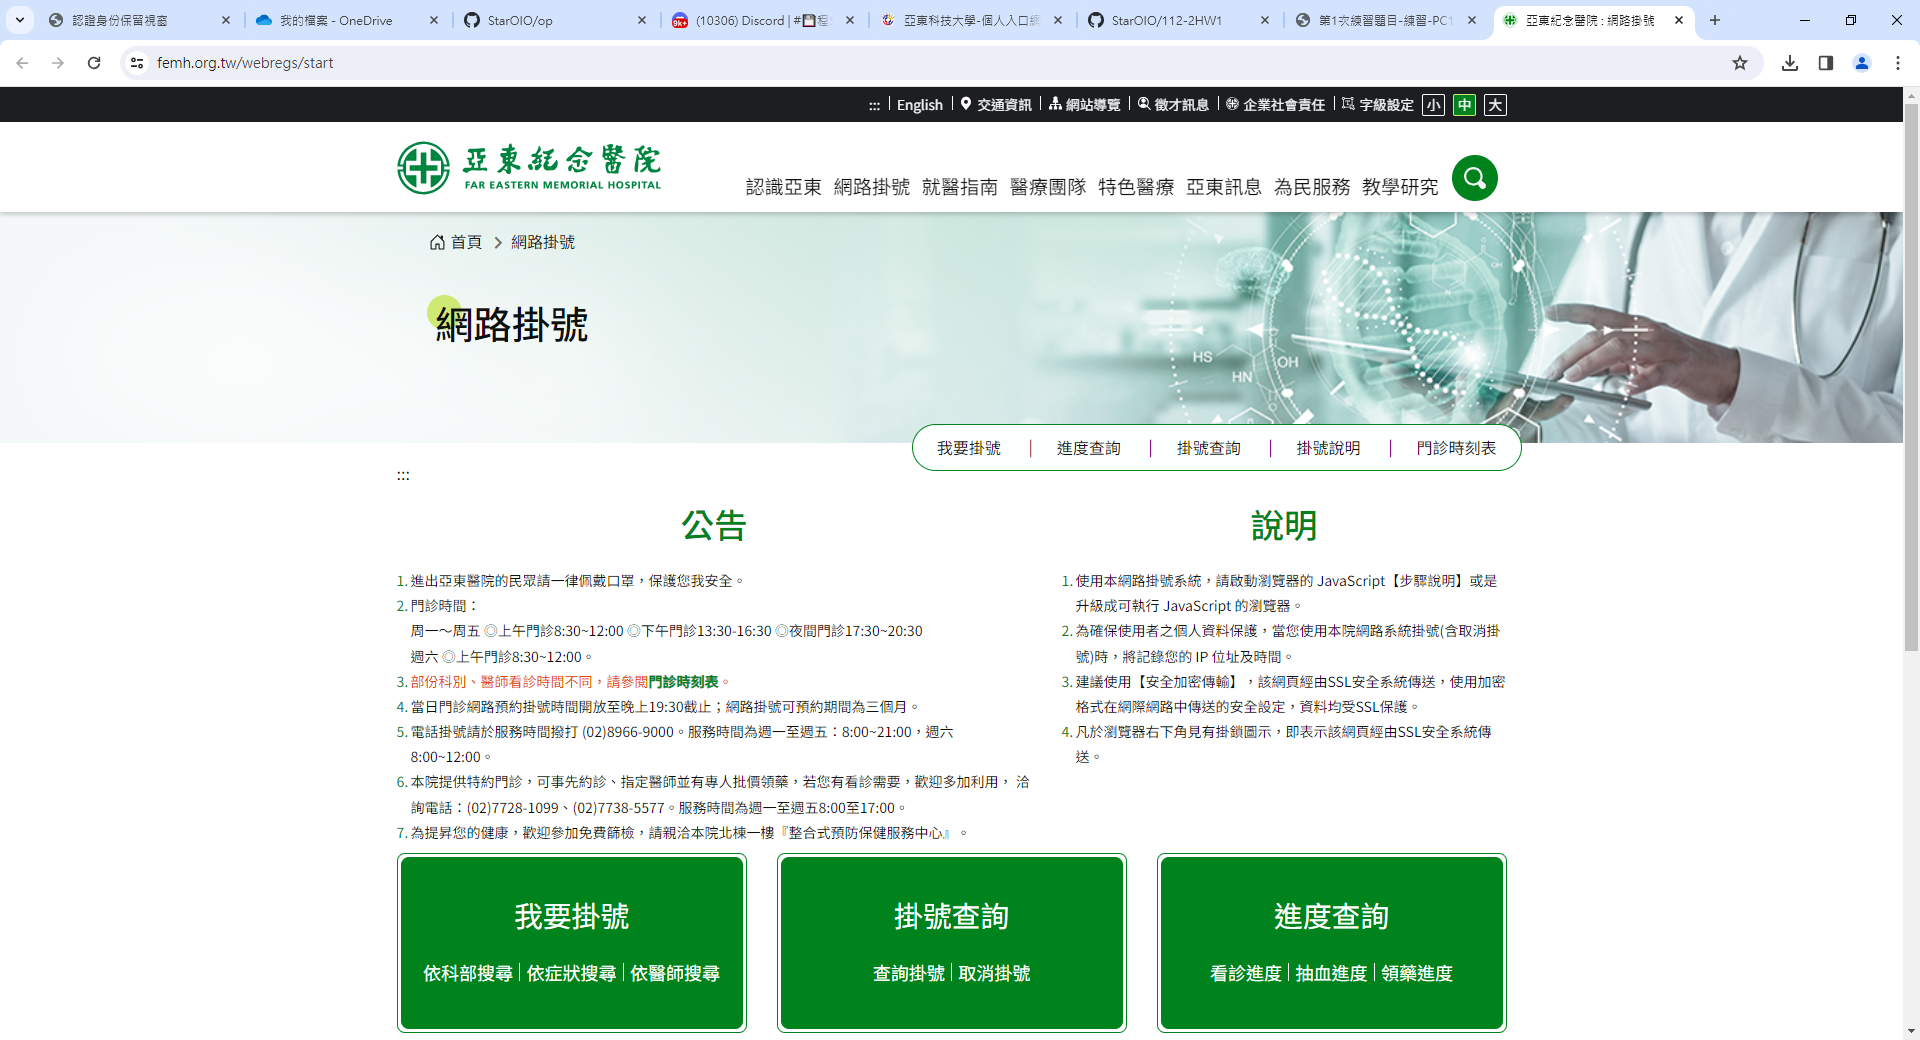 認證身份保留視窗
我的檔案 - OneDrive
StarOIO/op
(10306) Discord | #💾程
亞東科技大學-個人入口網
StarOIO/112-2HW1
第1次練習題目-練習-PC1
亞東紀念醫院 : 網路掛號
femh.org.tw/webregs/start
::: English 交通資訊 網站導覽 徵才訊息 企業社會責任 字級設定 小 中 大
亞東紀念醫院
FAR EASTERN MEMORIAL HOSPITAL
認識亞東 網路掛號 就醫指南 醫療團隊 特色醫療 亞東訊息 為民服務 教學研究
首頁 > 網路掛號
網路掛號
HS
HN
OH
我要掛號 | 進度查詢 | 掛號查詢 | 掛號說明 | 門診時刻表
:::
公告
1. 進出亞東醫院的民眾請一律佩戴口罩，保護您我安全。
2. 門診時間：
周一～周五 ◎上午門診8:30~12:00 ◎下午門診13:30-16:30 ◎夜間門診17:30~20:30
週六 ◎上午門診8:30~12:00。
3. 部份科別、醫師看診時間不同，請參閱門診時刻表。
4. 當日門診網路預約掛號時間開放至晚上19:30截止；網路掛號可預約期間為三個月。
5. 電話掛號請於服務時間撥打 (02)8966-9000。服務時間為週一至週五：8:00~21:00，週六
8:00~12:00。
6. 本院提供特約門診，可事先約診、指定醫師並有專人批價領藥，若您有看診需要，歡迎多加利用， 洽
詢電話：(02)7728-1099、(02)7738-5577。服務時間為週一至週五8:00至17:00。
7. 為提昇您的健康，歡迎參加免費篩檢，請親洽本院北棟一樓『整合式預防保健服務中心』。
說明
1. 使用本網路掛號系統，請啟動瀏覽器的 JavaScript【步驟說明】或是
升級成可執行 JavaScript 的瀏覽器。
2. 為確保使用者之個人資料保護，當您使用本院網路系統掛號(含取消掛
號)時，將記錄您的 IP 位址及時間。
3. 建議使用【安全加密傳輸】，該網頁經由SSL安全系統傳送，使用加密
格式在網際網路中傳送的安全設定，資料均受SSL保護。
4. 凡於瀏覽器右下角見有掛鎖圖示，即表示該網頁經由SSL安全系統傳
送。
我要掛號
依科部搜尋 | 依症狀搜尋 | 依醫師搜尋
掛號查詢
查詢掛號 | 取消掛號
進度查詢
看診進度 | 抽血進度 | 領藥進度